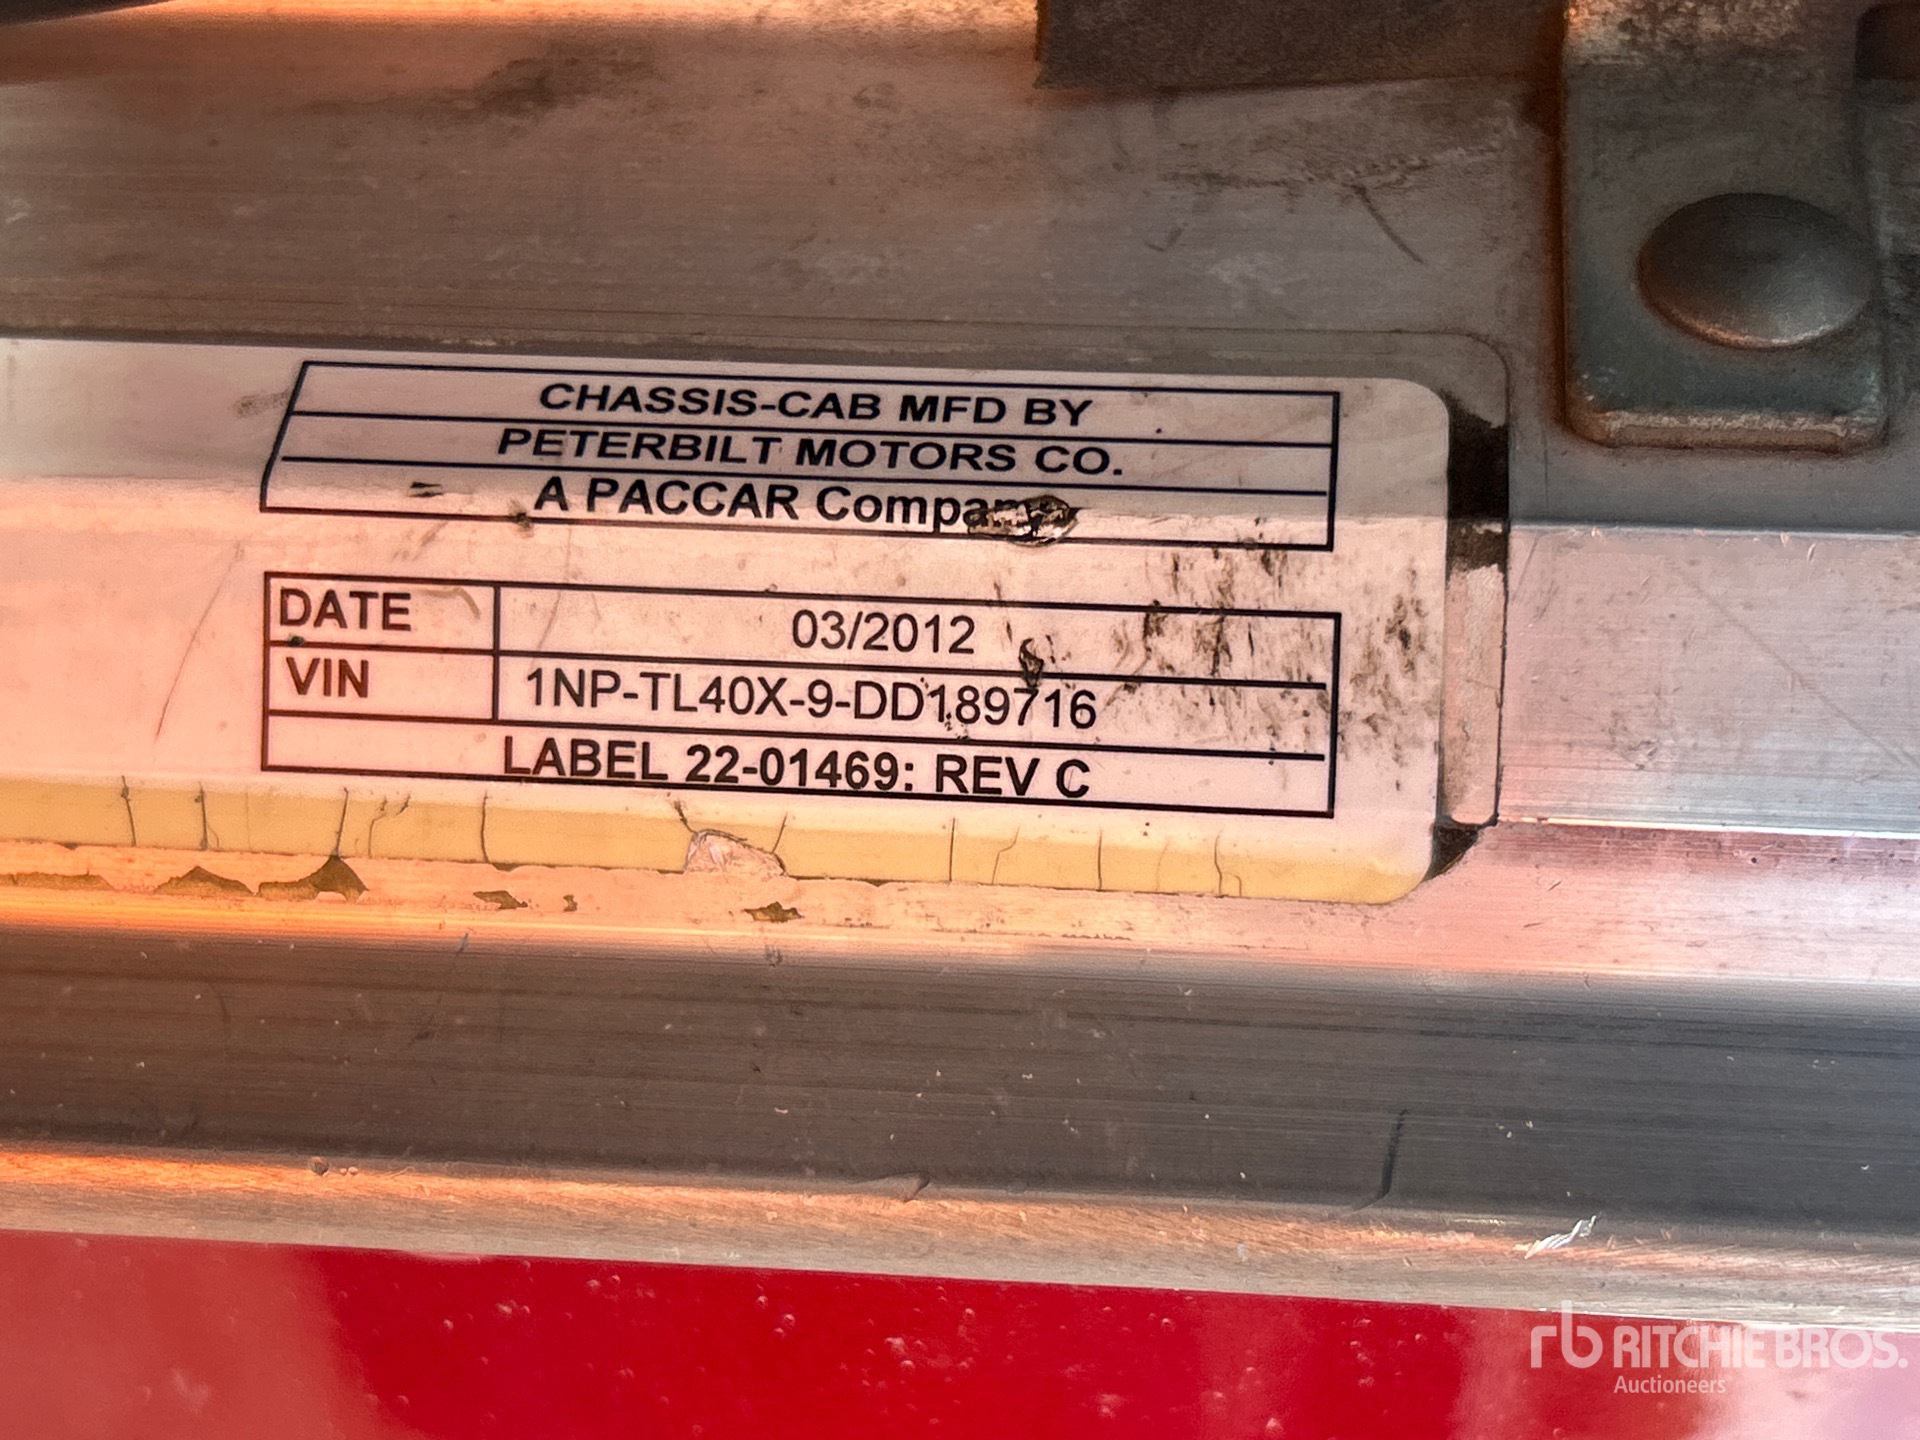 CHASSIS-CAB MFD BY
PETERBILT MOTORS CO.
A PACCAR Company
DATE 03/2012
VIN 1NP-TL40X-9-DD189716
LABEL 22-01469: REV C
rb RITCHIE BROS.
Auctioneers